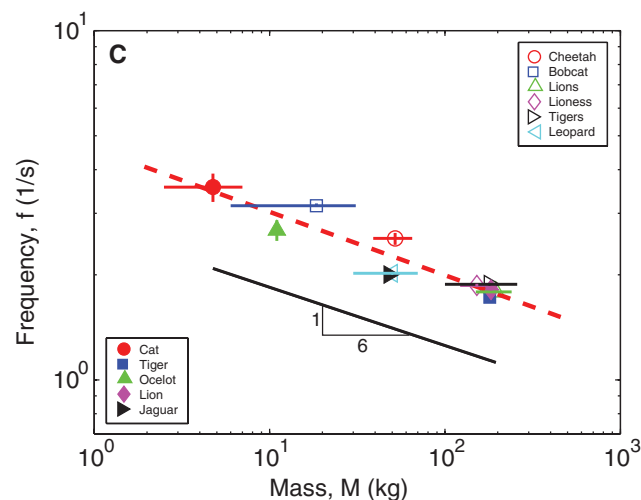 C
10^1
10^0
Frequency, f (1/s)
Cheetah
Bobcat
Lions
Lioness
Tigers
Leopard
1
6
Cat
Tiger
Ocelot
Lion
Jaguar
10^0 10^1 10^2 10^3
Mass, M (kg)